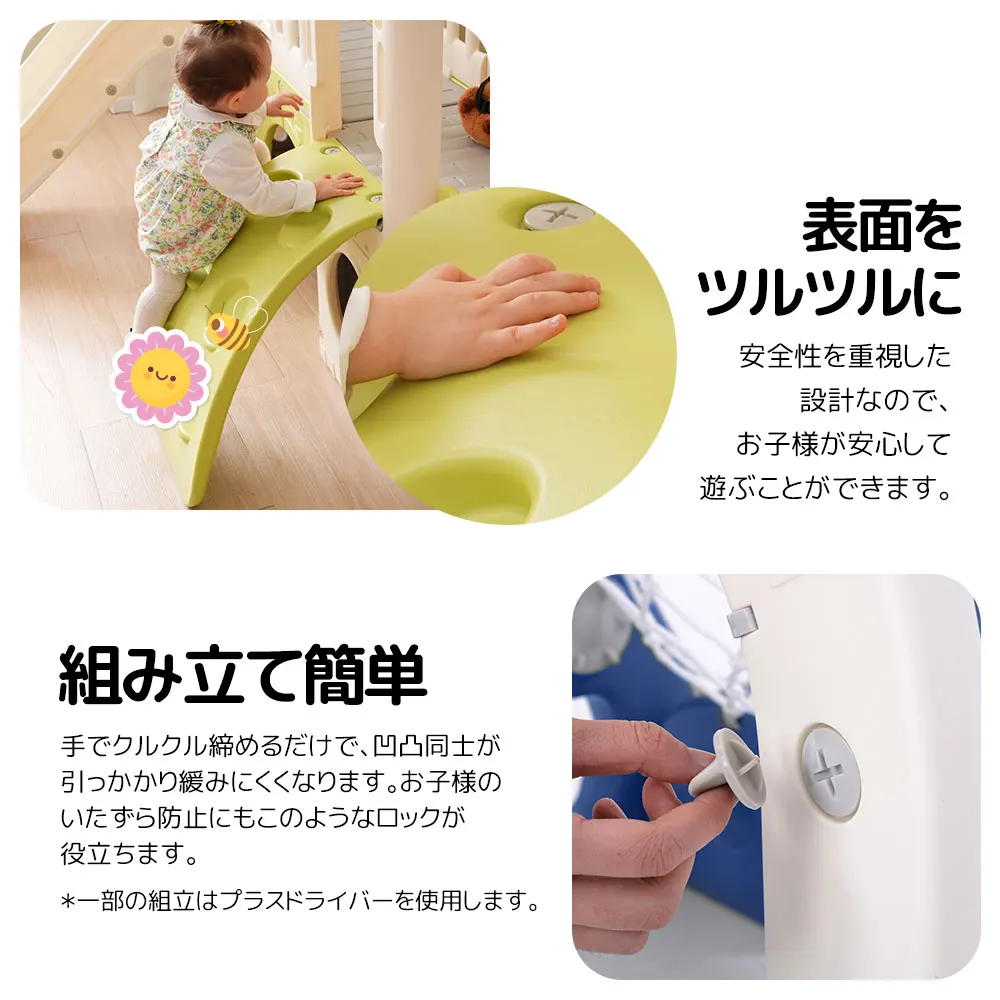 表面を
ツルツルに
安全性を重視した
設計なので、
お子様が安心して
遊ぶことができます。
組み立て簡単
手でクルクル締めるだけで、凹凸同士が
引っかかり緩みにくくなります。お子様の
いたずら防止にもこのようなロックが
役立ちます。
*一部の組立はプラスドライバーを使用します。